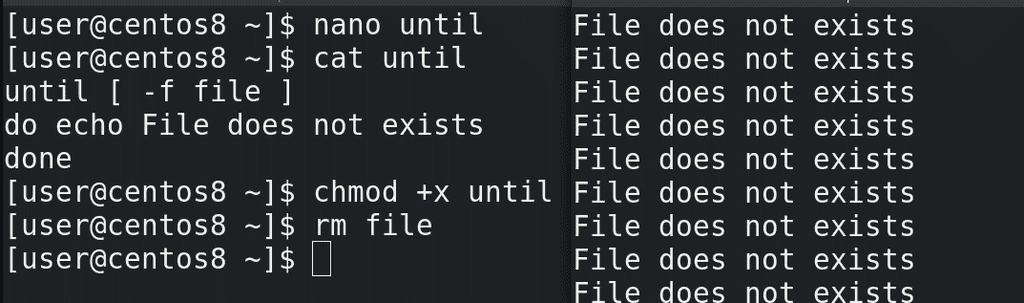 [user@centos8 ~]$ nano until
[user@centos8 ~]$ cat until
until [ -f file ]
do echo File does not exists
done
[user@centos8 ~]$ chmod +x until
[user@centos8 ~]$ rm file
[user@centos8 ~]$
File does not exists
File does not exists
File does not exists
File does not exists
File does not exists
File does not exists
File does not exists
File does not exists
File does not exists